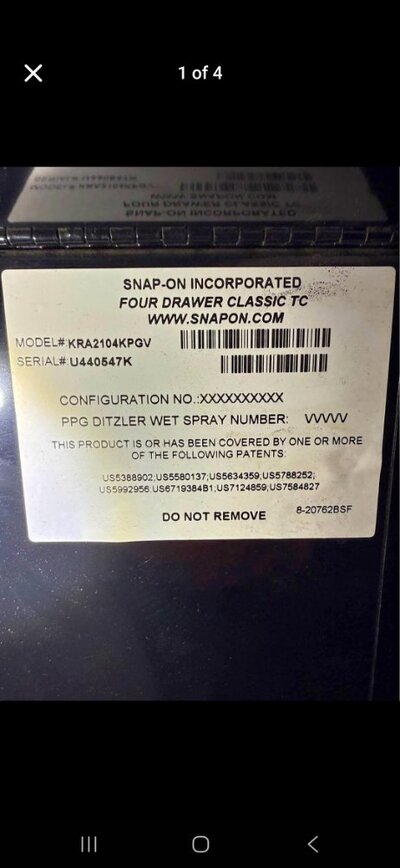 1 of 4
SNAP-ON INCORPORATED
FOUR DRAWER CLASSIC TC
WWW.SNAPON.COM
MODEL#:KRA2104KPGV
SERIAL#:U440547K
CONFIGURATION NO.:XXXXXXXXXX
PPG DITZLER WET SPRAY NUMBER: VVVVV
THIS PRODUCT IS OR HAS BEEN COVERED BY ONE OR MORE
OF THE FOLLOWING PATENTS:
US5388902;US5580137;US5634359;US5788252;
US5992956;US6719384B1;US7124859;US7584827
DO NOT REMOVE
8-20762BSF